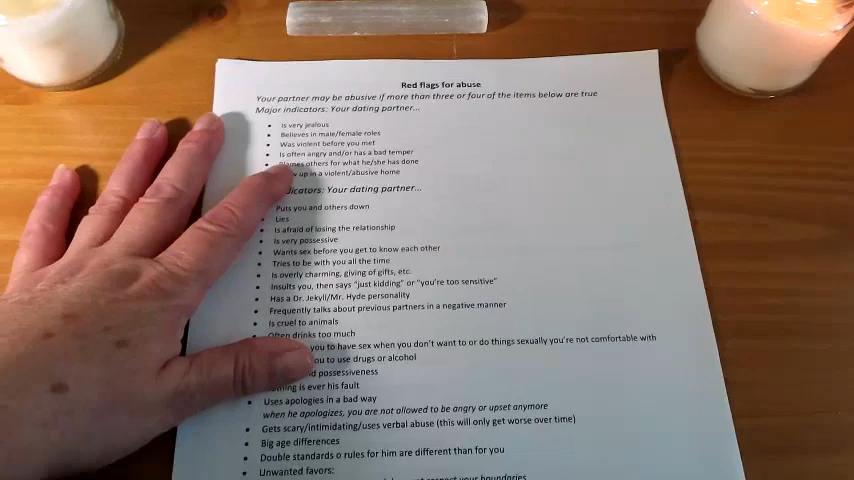 Red flags for abuse
Your partner may be abusive if more than three or four of the items below are true
Major indicators: Your dating partner...
• Is very jealous
• Believes in male/female roles
• Was violent before you met
• Is often angry and/or has a bad temper
• Blames others for what he/she has done
up in a violent/abusive home
dicators: Your dating partner...
Puts you and others down
• Lies
• Is afraid of losing the relationship
• Is very possessive
• Wants sex before you get to know each other
• Tries to be with you all the time
• Is overly charming, giving of gifts, etc.
• Insults you, then says "just kidding" or "you're too sensitive"
• Has a Dr. Jekyll/Mr. Hyde personality
• Frequently talks about previous partners in a negative manner
• Is cruel to animals
• Often drinks too much
you to have sex when you don't want to or do things sexually you're not comfortable with
you to use drugs or alcohol
possessiveness
is ever his fault
• Uses apologies in a bad way
when he apologizes, you are not allowed to be angry or upset anymore
• Gets scary/intimidating/uses verbal abuse (this will only get worse over time)
• Big age differences
• Double standards o rules for him are different than for you
• Unwanted favors:
respect your boundaries